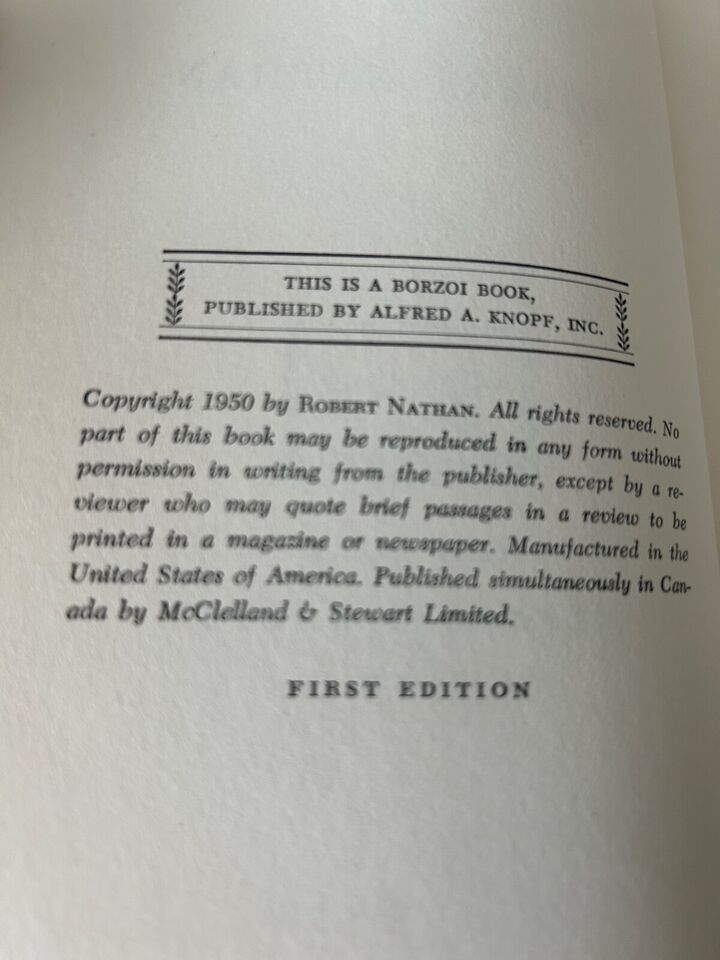 THIS IS A BORZOI BOOK,
PUBLISHED BY ALFRED A. KNOPF, INC.
Copyright 1950 by ROBERT NATHAN. All rights reserved. No
part of this book may be reproduced in any form without
permission in writing from the publisher, except by a re-
viewer who may quote brief passages in a review to be
printed in a magazine or newspaper. Manufactured in the
United States of America. Published simultaneously in Can-
ada by McClelland & Stewart Limited.
FIRST EDITION